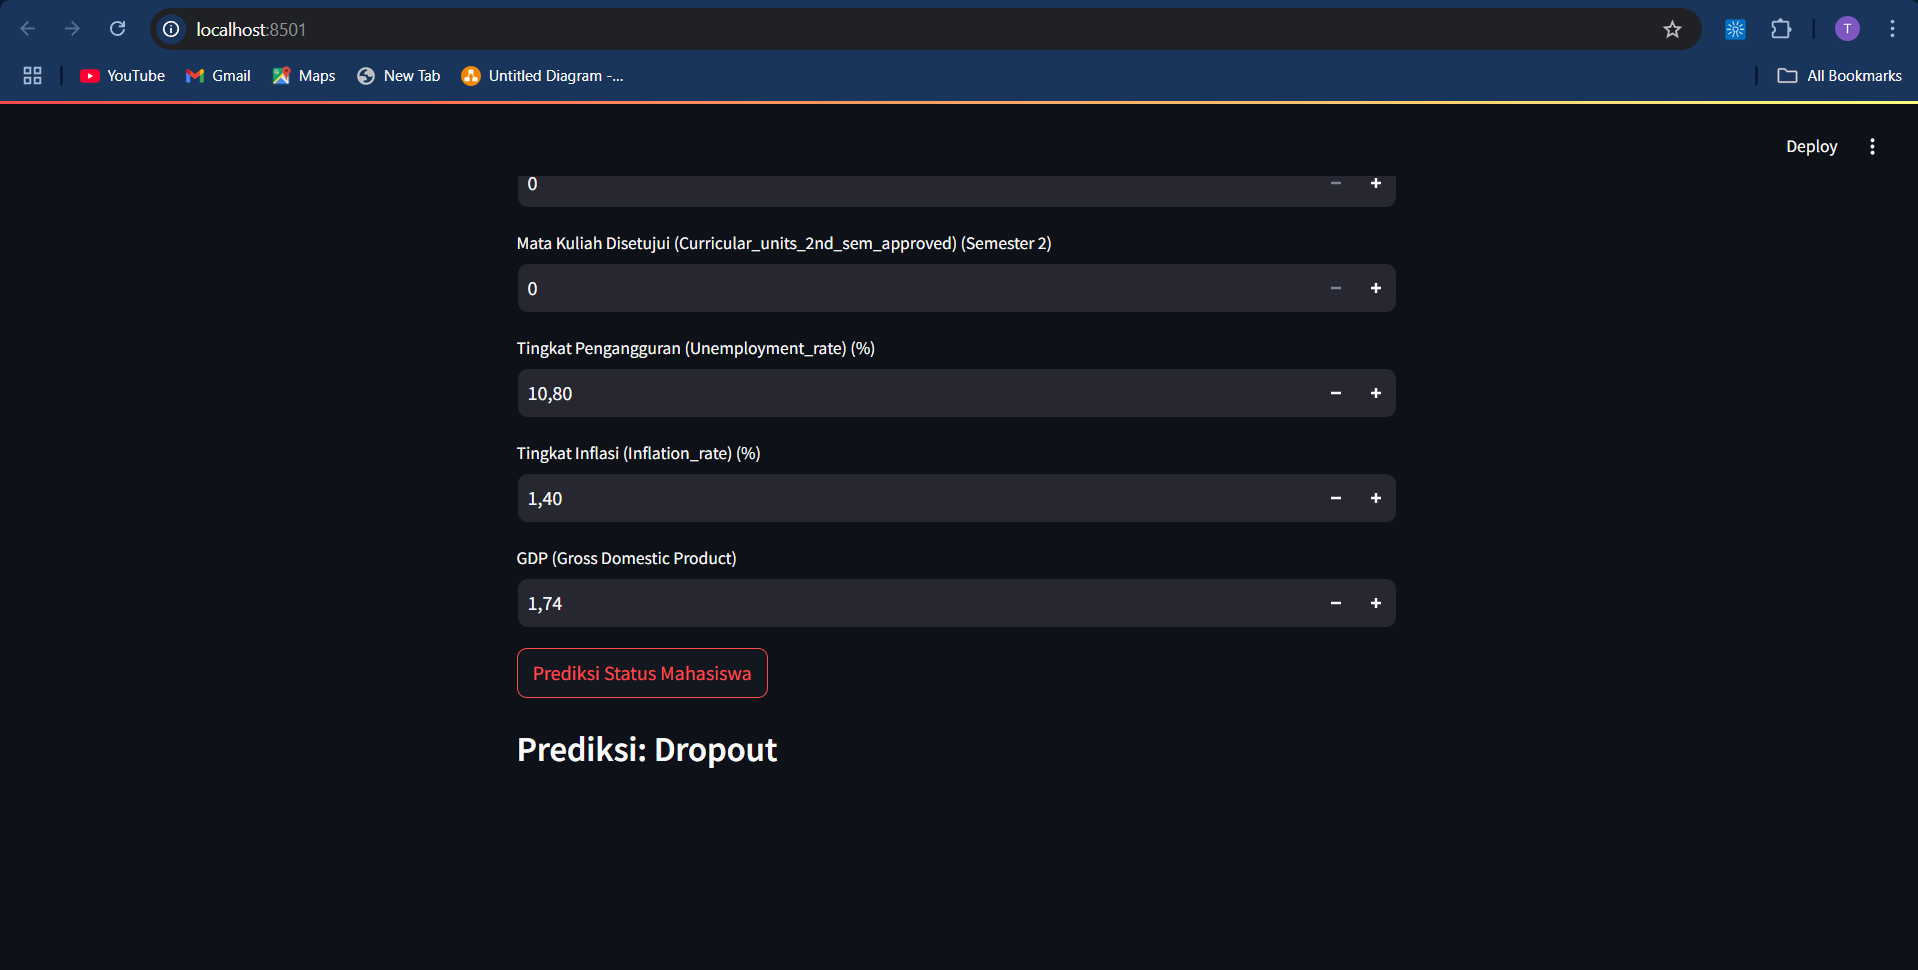 localhost:8501
T
YouTube
Gmail
Maps
New Tab
Untitled Diagram -...
All Bookmarks
Deploy
0
Mata Kuliah Disetujui (Curricular_units_2nd_sem_approved) (Semester 2)
0
Tingkat Pengangguran (Unemployment_rate) (%)
10,80
Tingkat Inflasi (Inflation_rate) (%)
1,40
GDP (Gross Domestic Product)
1,74
Prediksi Status Mahasiswa
Prediksi: Dropout